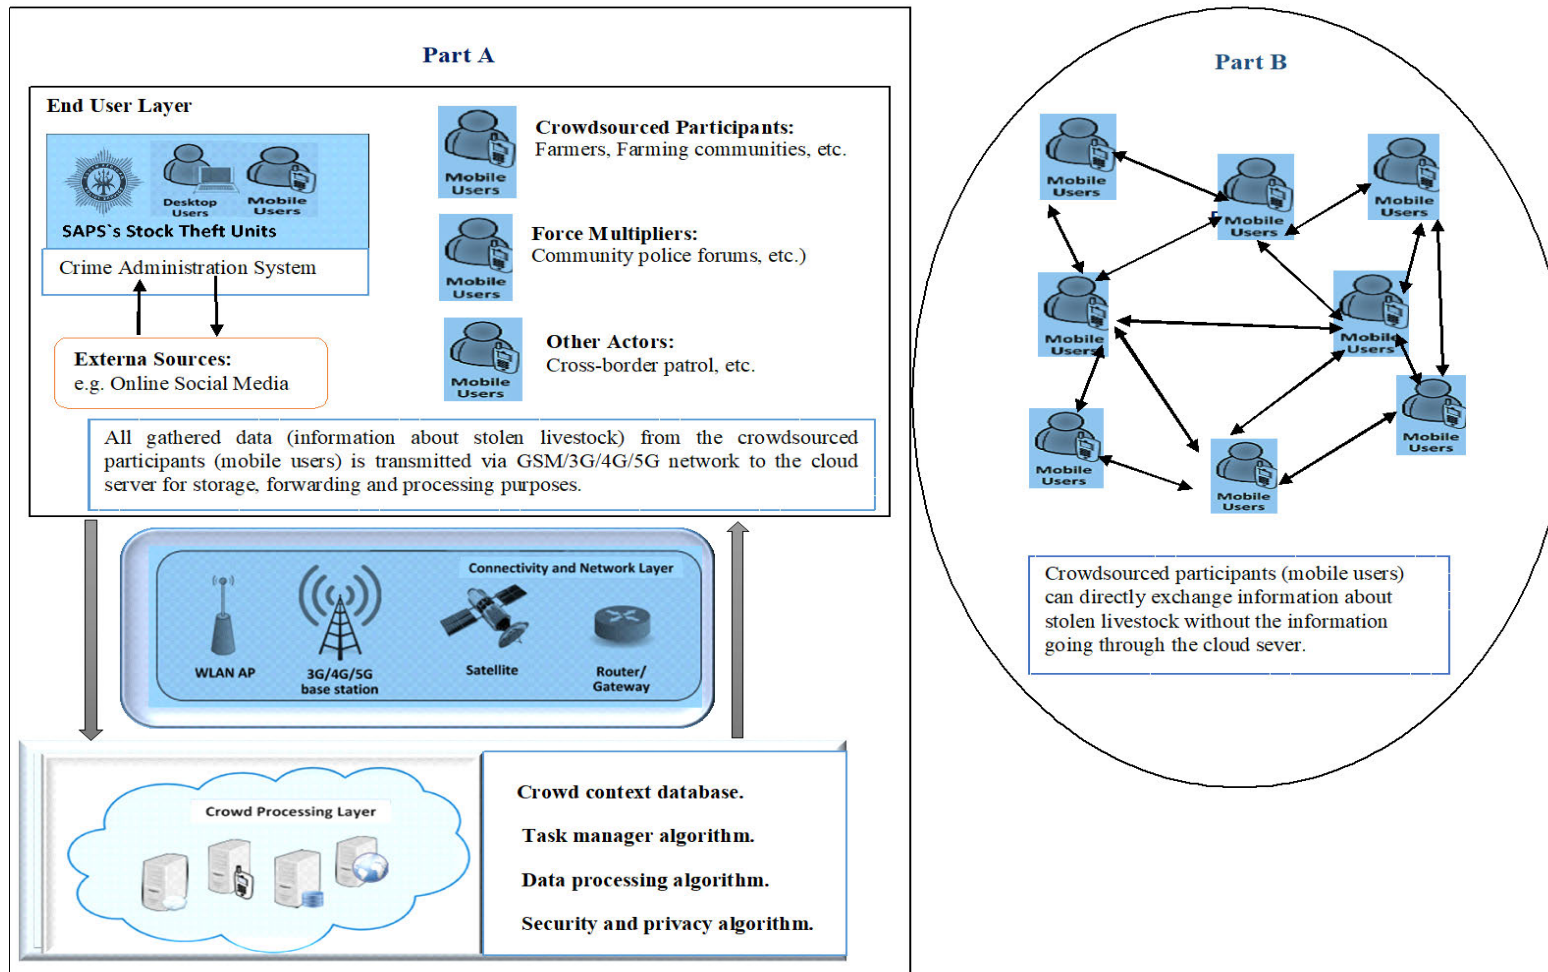 Part A
End User Layer
Desktop
Users
Mobile
Users
SAPS`s Stock Theft Units
Crime Administration System
Externa Sources:
e.g. Online Social Media
Mobile
Users
Crowdsourced Participants:
Farmers, Farming communities, etc.
Mobile
Users
Force Multipliers:
Community police forums, etc.)
Mobile
Users
Other Actors:
Cross-border patrol, etc.
All gathered data (information about stolen livestock) from the crowdsourced
participants (mobile users) is transmitted via GSM/3G/4G/5G network to the cloud
server for storage, forwarding and processing purposes.
Connectivity and Network Layer
WLAN AP
3G/4G/5G
base station
Satellite
Router/
Gateway
Crowd Processing Layer
Crowd context database.
Task manager algorithm.
Data processing algorithm.
Security and privacy algorithm.
Part B
Mobile
Users
Mobile
Users
Mobile
Users
Mobile
Users
Mobile
Users
Mobile
Users
Mobile
Users
Mobile
Users
Crowdsourced participants (mobile users)
can directly exchange information about
stolen livestock without the information
going through the cloud sever.